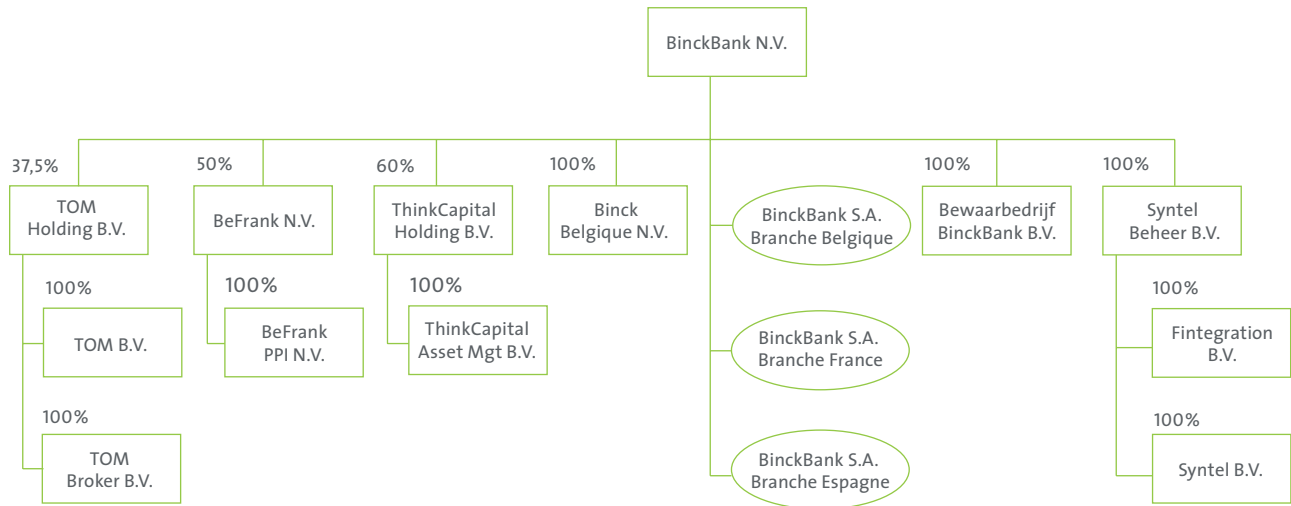 BinckBank N.V.
37,5%
50%
60%
100%
100%
100%
TOM
Holding B.V.
BeFrank N.V.
ThinkCapital
Holding B.V.
Binck
Belgique N.V.
BinckBank S.A.
Branche Belgique
Bewaarbedrijf
BinckBank B.V.
Syntel
Beheer B.V.
100%
100%
100%
100%
TOM B.V.
BeFrank
PPI N.V.
ThinkCapital
Asset Mgt B.V.
BinckBank S.A.
Branche France
Fintegration
B.V.
100%
100%
TOM
Broker B.V.
BinckBank S.A.
Branche Espagne
Syntel B.V.